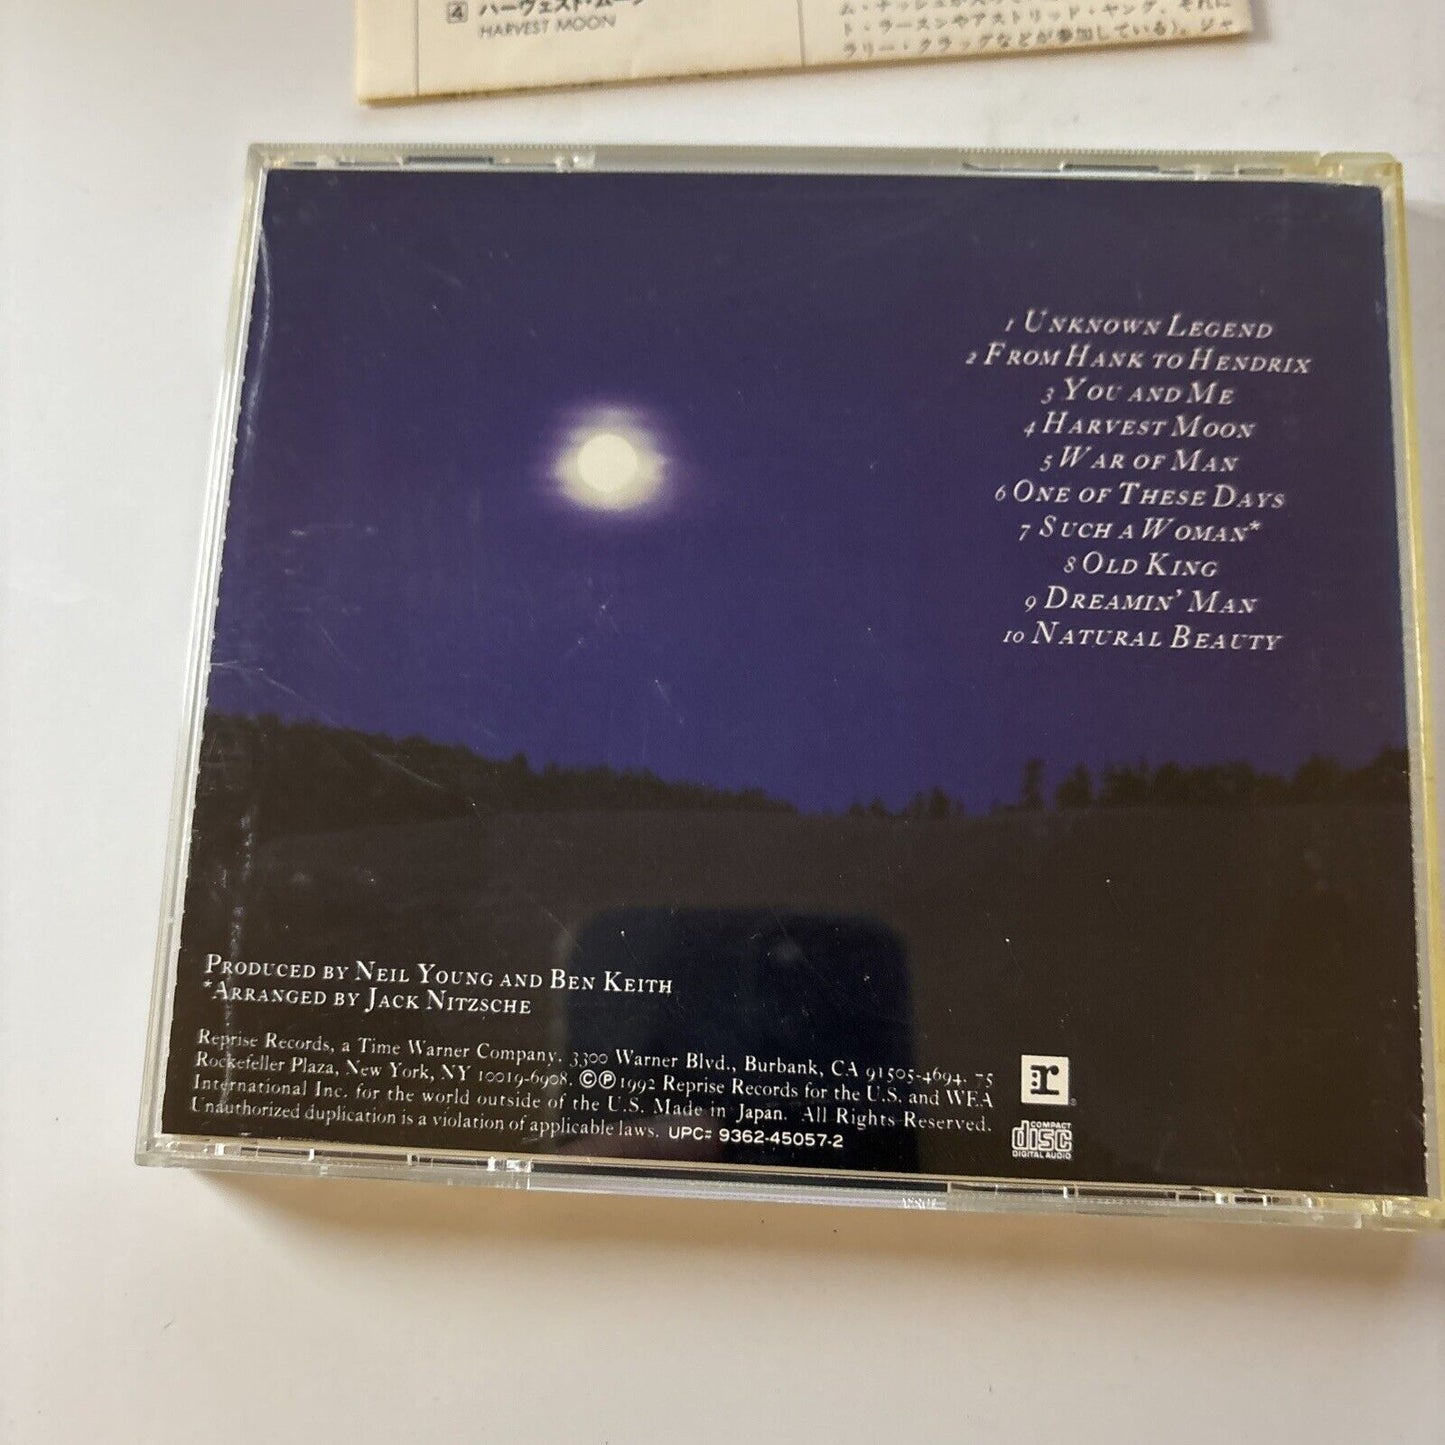 4 ハーヴェスト・ムーン
HARVEST MOON
ト・ラースンやアストリッド・ヤング、それに
ラリー・クラッグなどが参加している)。ジャ
1 UNKNOWN LEGEND
2 FROM HANK TO HENDRIX
3 YOU AND ME
4 HARVEST MOON
5 WAR OF MAN
6 ONE OF THESE DAYS
7 SUCH A WOMAN*
8 OLD KING
9 DREAMIN' MAN
10 NATURAL BEAUTY
PRODUCED BY NEIL YOUNG AND BEN KEITH
*ARRANGED BY JACK NITZSCHE
Reprise Records, a Time Warner Company. 3300 Warner Blvd., Burbank, CA 91505-4694. 75
Rockefeller Plaza, New York, NY 10019-6908. ©℗1992 Reprise Records for the U.S. and WEA
International Inc. for the world outside of the U.S. Made in Japan. All Rights Reserved.
Unauthorized duplication is a violation of applicable laws. UPC# 9362-45057-2
r
COMPACT
disc
DIGITAL AUDIO